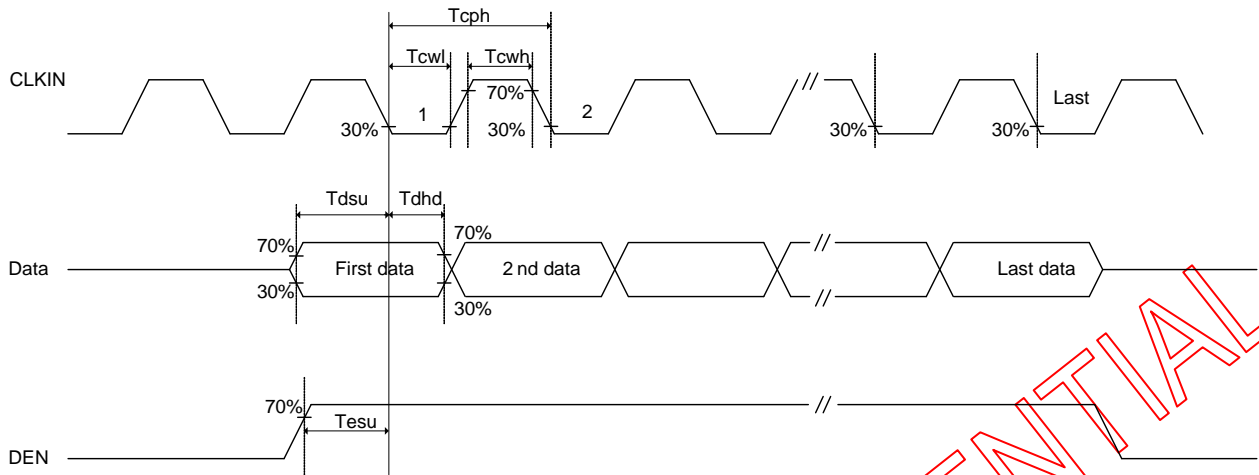 Tcph
Tcwl
Tcwh
CLKIN
70%
1
2
Last
30%
30%
30%
30%
Tdsu
Tdhd
70%
70%
Data
First data
2 nd data
Last data
30%
30%
70%
Tesu
DEN
ENTIAL